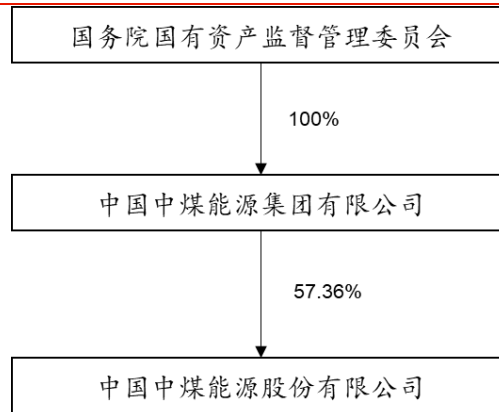 国务院国有资产监督管理委员会
100%
中国中煤能源集团有限公司
57.36%
中国中煤能源股份有限公司